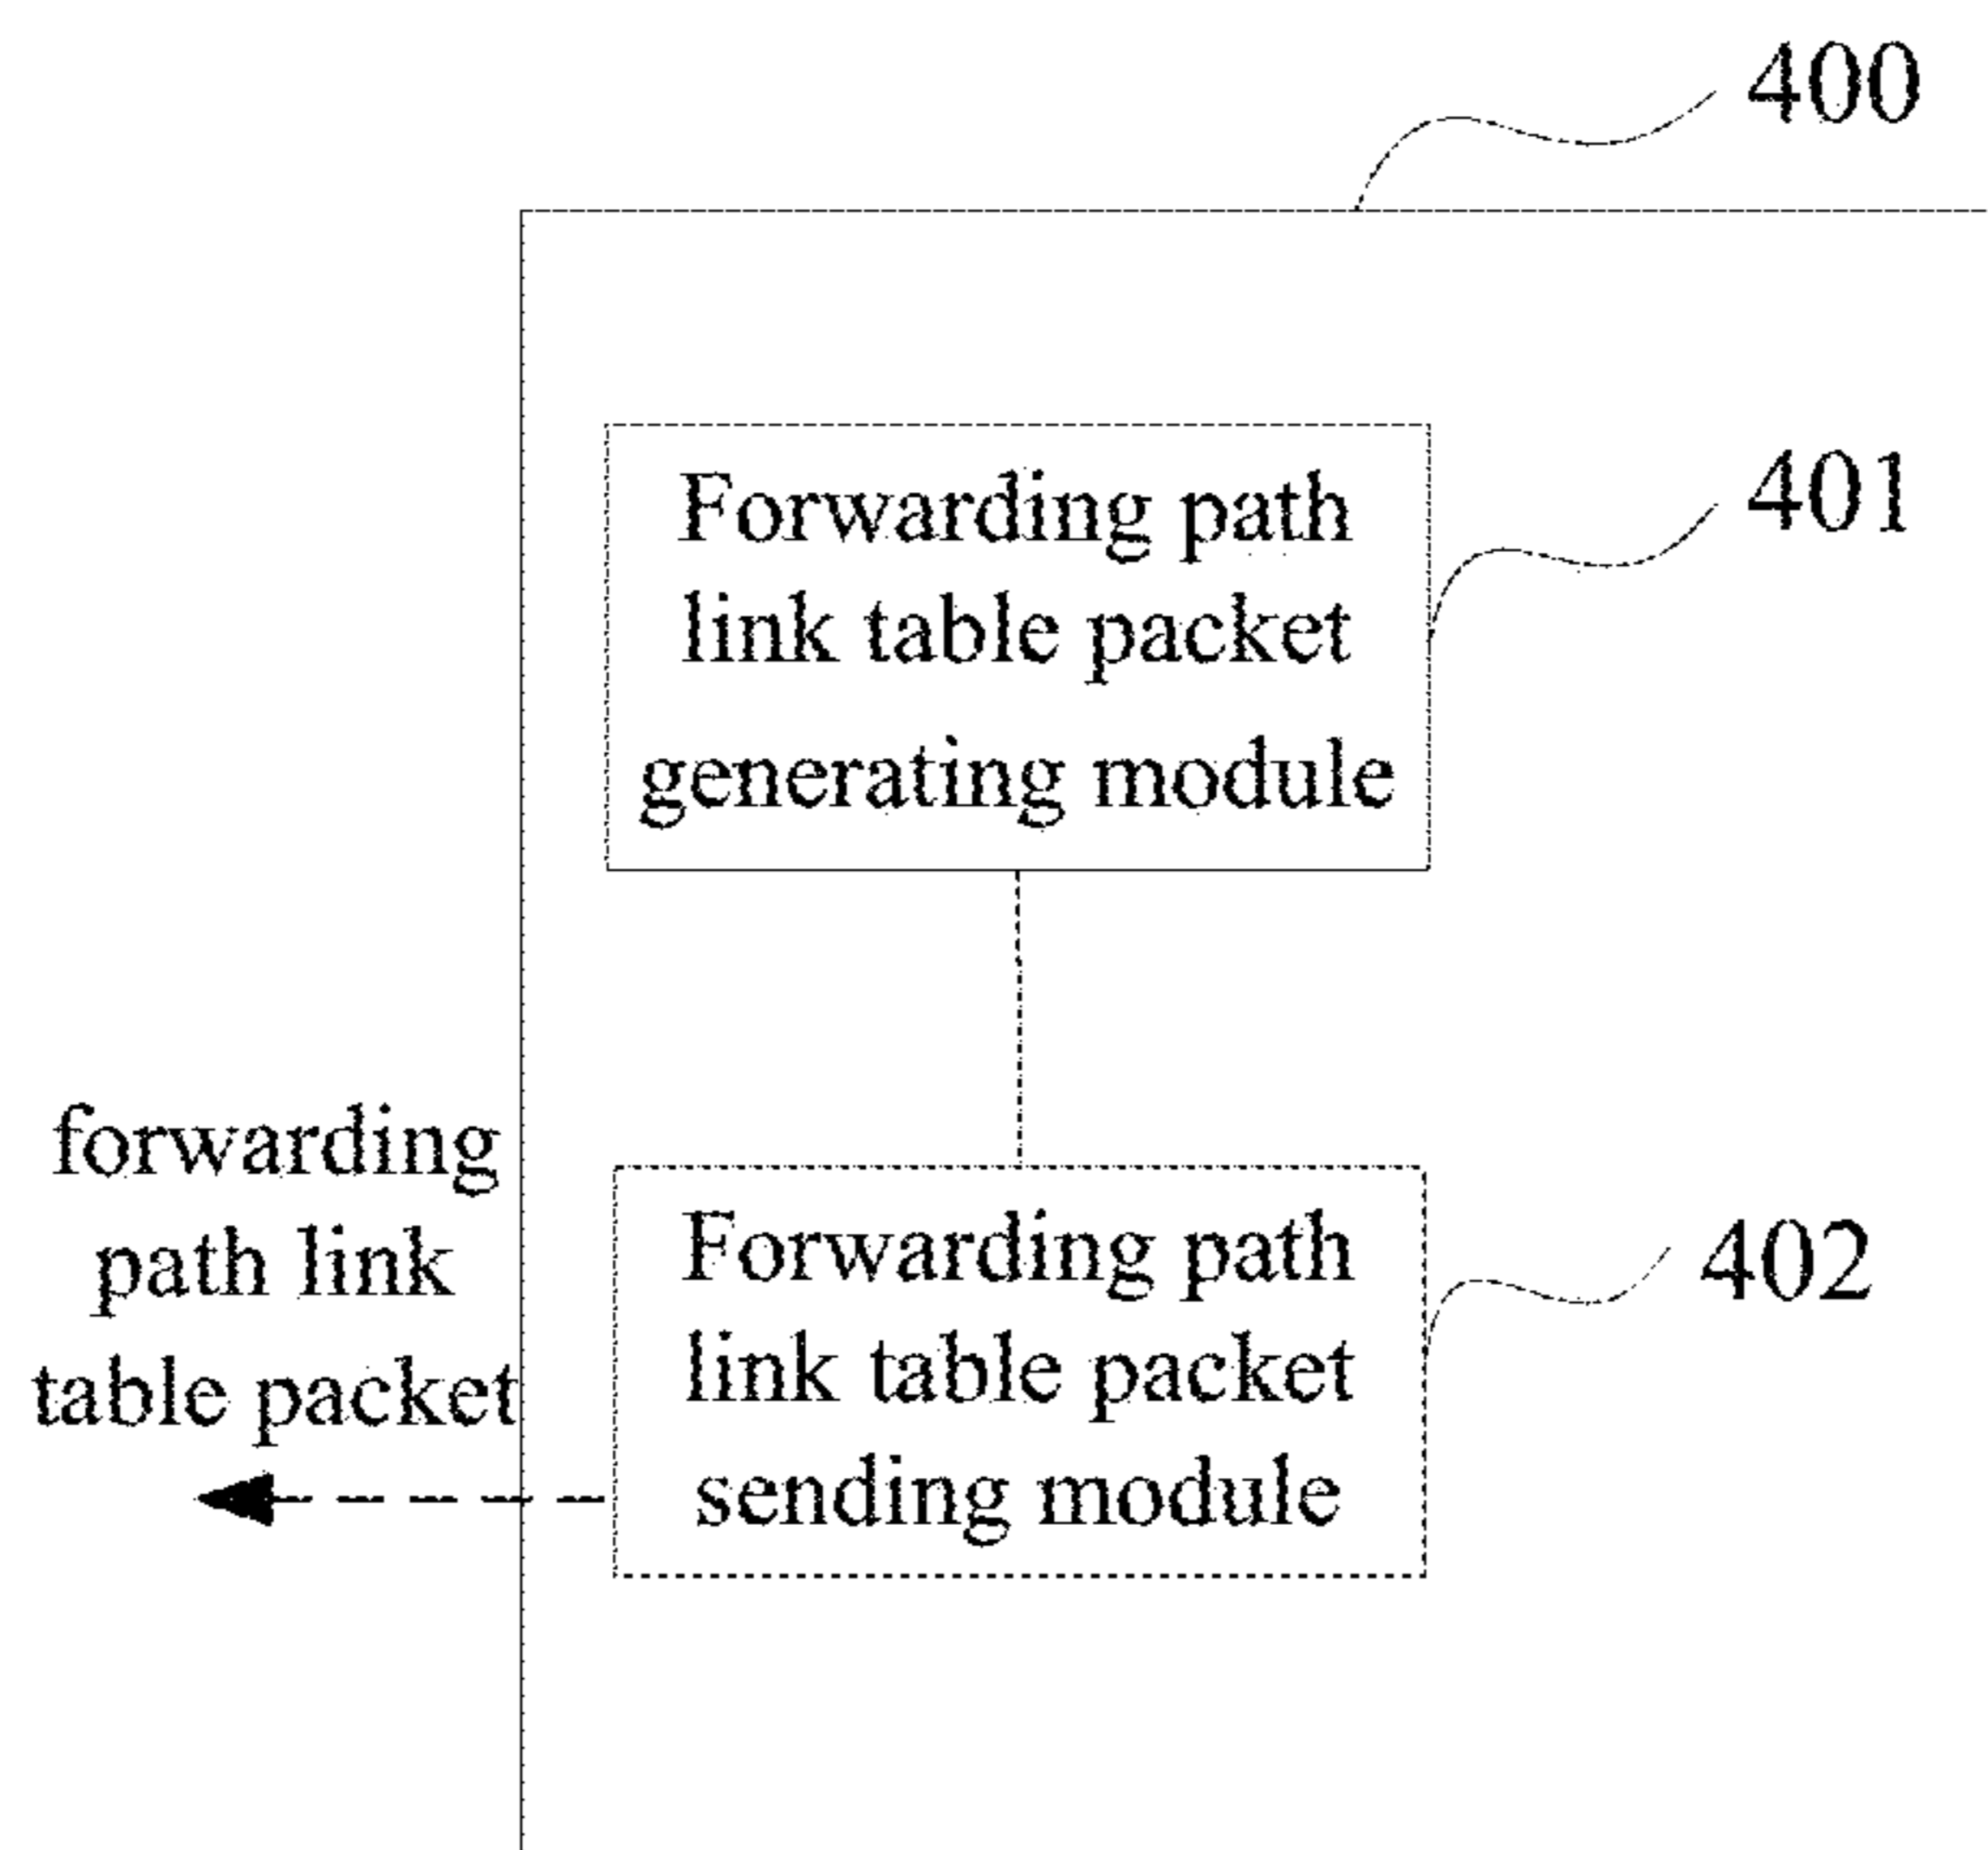 400
Forwarding path
link table packet
generating module
401
forwarding
path link
table packet
Forwarding path
link table packet
sending module
402